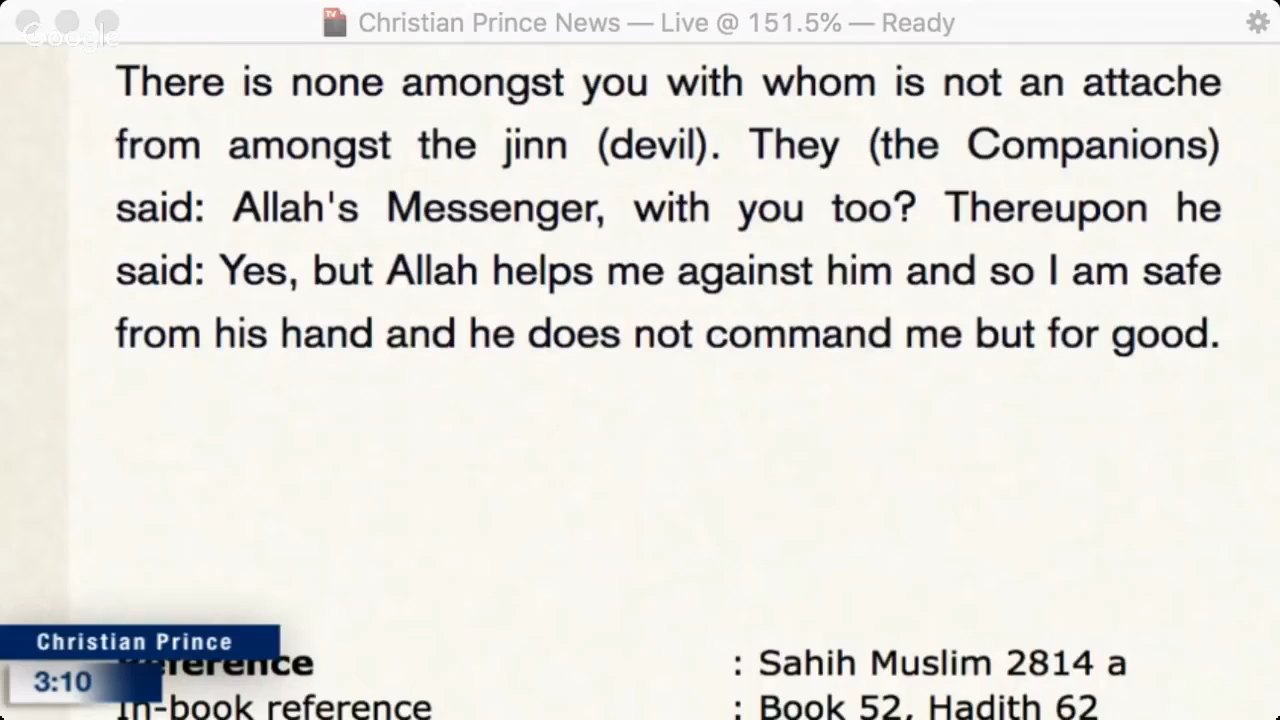 Christian Prince News — Live @ 151.5% — Ready
Google
There is none amongst you with whom is not an attache
from amongst the jinn (devil). They (the Companions)
said: Allah's Messenger, with you too? Thereupon he
said: Yes, but Allah helps me against him and so I am safe
from his hand and he does not command me but for good.
Christian Prince
Reference : Sahih Muslim 2814 a
3:10
In-book reference : Book 52, Hadith 62